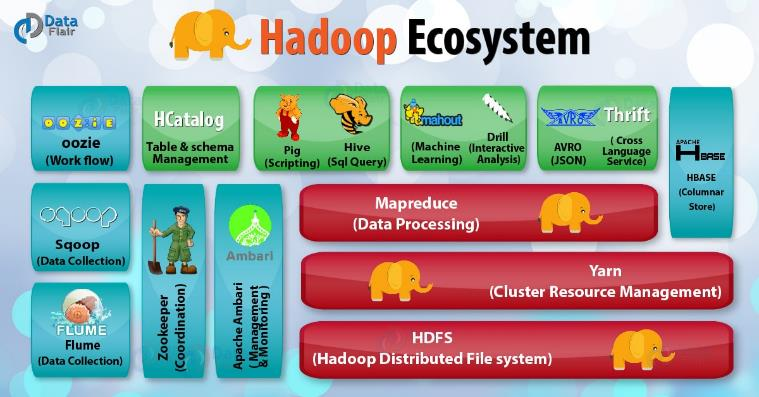 Data
Flair
Hadoop Ecosystem
OOZIE
oozie
(Work flow)
HCatalog
Table & schema
Management
Pig
(Scripting)
Hive
(Sql Query)
mahout
(Machine
Learning)
Drill
(Interactive
Analysis)
AVRO
AVRO
(JSON)
Thrift
( Cross
Language
Service)
APACHE
HBASE
HBASE
(Columnar
Store)
sqoop
Sqoop
(Data Collection)
FLUME
Flume
(Data Collection)
Zookeeper
(Coordination)
Ambari
Apache Ambari
( Management
& Monitoring )
Mapreduce
(Data Processing)
Yarn
(Cluster Resource Management)
HDFS
(Hadoop Distributed File system)